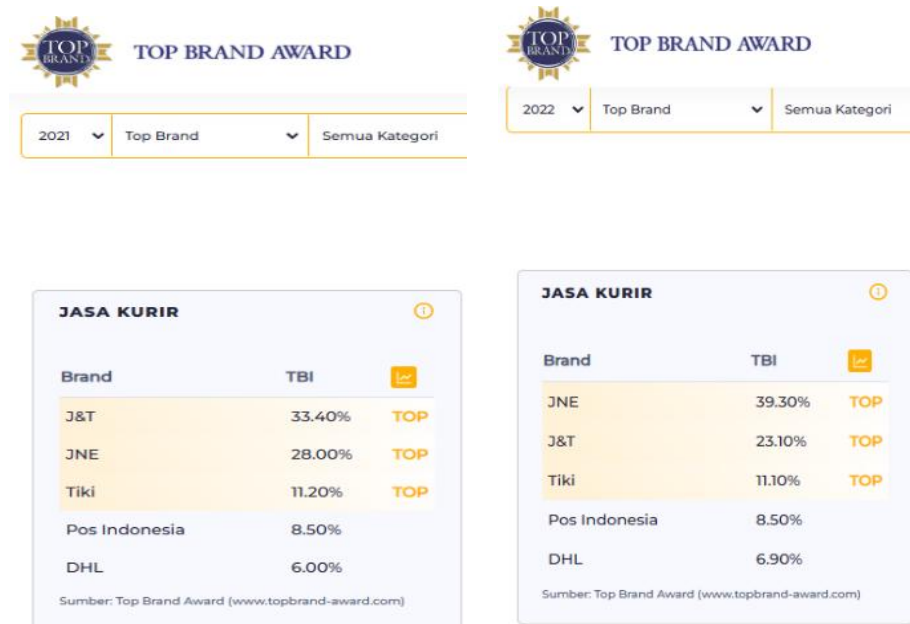 TOP
BRAND
TOP BRAND AWARD
2021
Top Brand
Semua Kategori
JASA KURIR
Brand TBI
J&T 33.40% TOP
JNE 28.00% TOP
Tiki 11.20% TOP
Pos Indonesia 8.50%
DHL 6.00%
Sumber: Top Brand Award (www.topbrand-award.com)
TOP
BRAND
TOP BRAND AWARD
2022
Top Brand
Semua Kategori
JASA KURIR
Brand TBI
JNE 39.30% TOP
J&T 23.10% TOP
Tiki 11.10% TOP
Pos Indonesia 8.50%
DHL 6.90%
Sumber: Top Brand Award (www.topbrand-award.com)